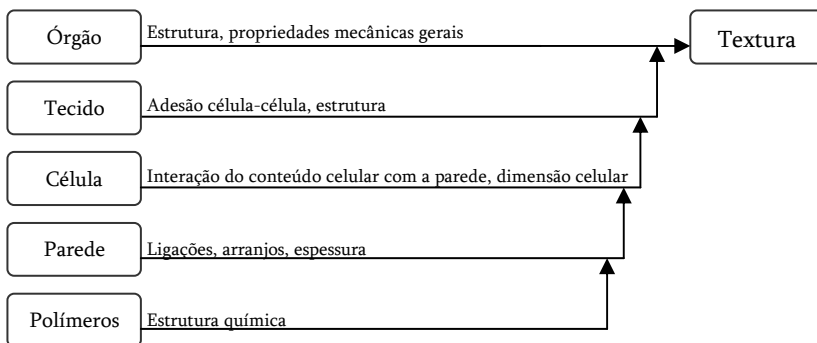 Órgão
Estrutura, propriedades mecânicas gerais
Textura
Tecido
Adesão célula-célula, estrutura
Célula
Interação do conteúdo celular com a parede, dimensão celular
Parede
Ligações, arranjos, espessura
Polímeros
Estrutura química